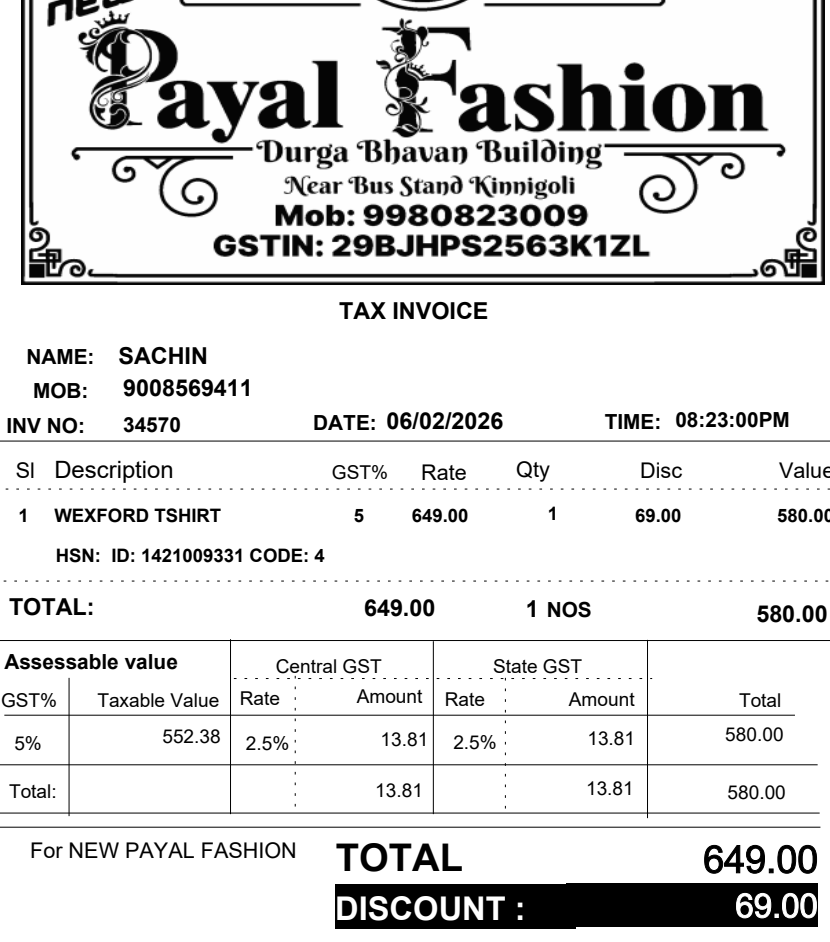 new
Payal Fashion
Durga Bhavan Building
Near Bus Stand Kinnigoli
Mob: 9980823009
GSTIN: 29BJHPS2563K1ZL
TAX INVOICE
NAME: SACHIN
MOB: 9008569411
INV NO: 34570 DATE: 06/02/2026 TIME: 08:23:00PM
Sl Description GST% Rate Qty Disc Value
1 WEXFORD TSHIRT 5 649.00 1 69.00 580.00
HSN: ID: 1421009331 CODE: 4
TOTAL: 649.00 1 NOS 580.00
Assessable value Central GST State GST
GST% Taxable Value Rate Amount Rate Amount Total
5% 552.38 2.5% 13.81 2.5% 13.81 580.00
Total: 13.81 13.81 580.00
For NEW PAYAL FASHION TOTAL 649.00
DISCOUNT : 69.00